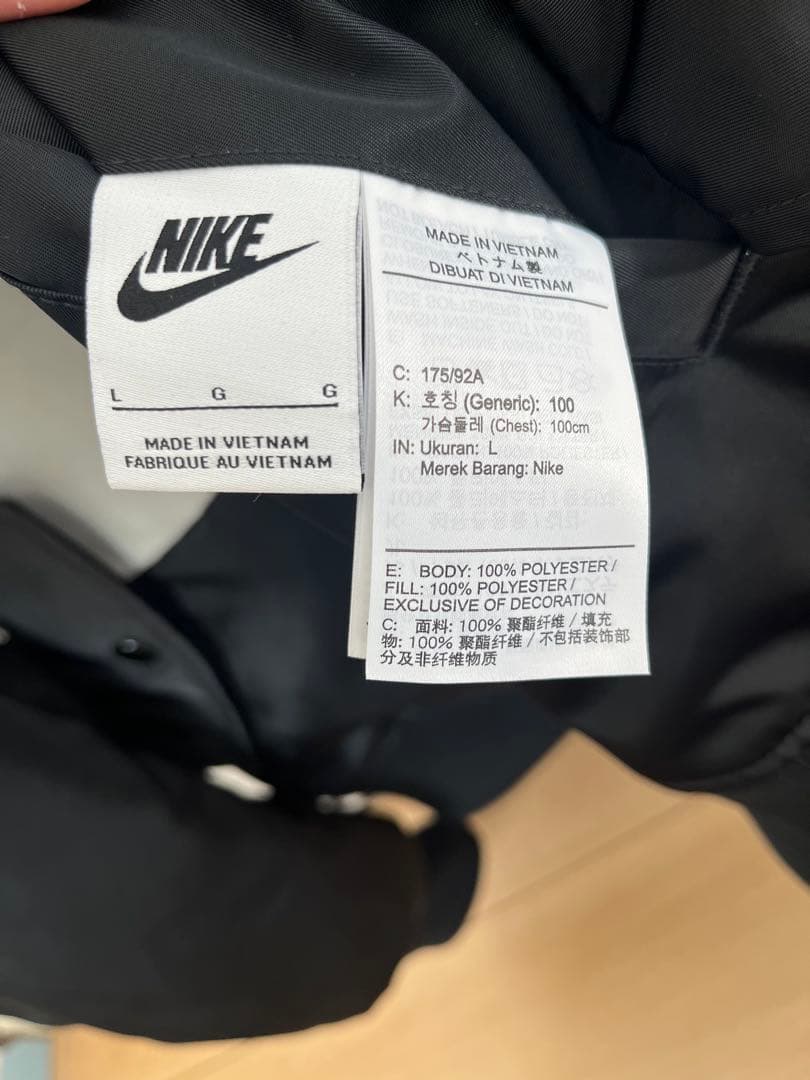 NIKE
L G G
MADE IN VIETNAM
FABRIQUE AU VIETNAM
MADE IN VIETNAM
ベトナム製
DIBUAT DI VIETNAM
C: 175/92A
K: 호칭 (Generic): 100
가슴둘레 (Chest): 100cm
IN: Ukuran: L
Merek Barang: Nike
E: BODY: 100% POLYESTER /
FILL: 100% POLYESTER /
EXCLUSIVE OF DECORATION
C: 面料: 100% 聚酯纤维 / 填充
物: 100% 聚酯纤维 / 不包括装饰部
分及非纤维物质